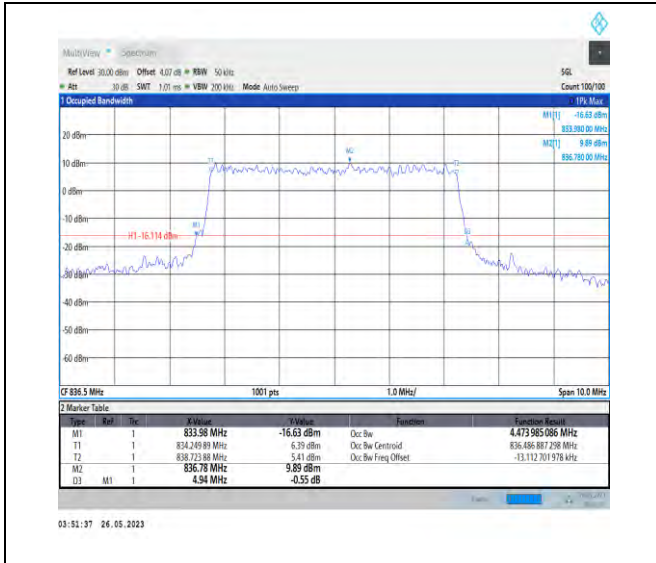 MultiView Spectrum
Ref Level 30.00 dBm Offset 4.07 dB RBW 50 kHz SGL
Att 30 dB SWT 1.01 ms VBW 200 kHz Mode Auto Sweep Count 100/100
1 Occupied Bandwidth 1Pk Max
M1[1] -16.63 dBm
833.980 00 MHz
M2[1] 9.89 dBm
836.780 00 MHz
20 dBm
M2
T1
T2
10 dBm
0 dBm
-10 dBm
M1
H1 -16.114 dBm
D3
-20 dBm
-30 dBm
-40 dBm
-50 dBm
-60 dBm
CF 836.5 MHz 1001 pts 1.0 MHz/ Span 10.0 MHz
2 Marker Table
Type Ref Trc X-Value Y-Value Function Function Result
M1 1 833.98 MHz -16.63 dBm Occ Bw 4.473 985 086 MHz
T1 1 834.249 89 MHz 6.39 dBm Occ Bw Centroid 836.486 887 298 MHz
T2 1 838.723 88 MHz 5.41 dBm Occ Bw Freq Offset -13.112 701 978 kHz
M2 1 836.78 MHz 9.89 dBm
D3 M1 1 4.94 MHz -0.55 dB
03:51:37 26.05.2023